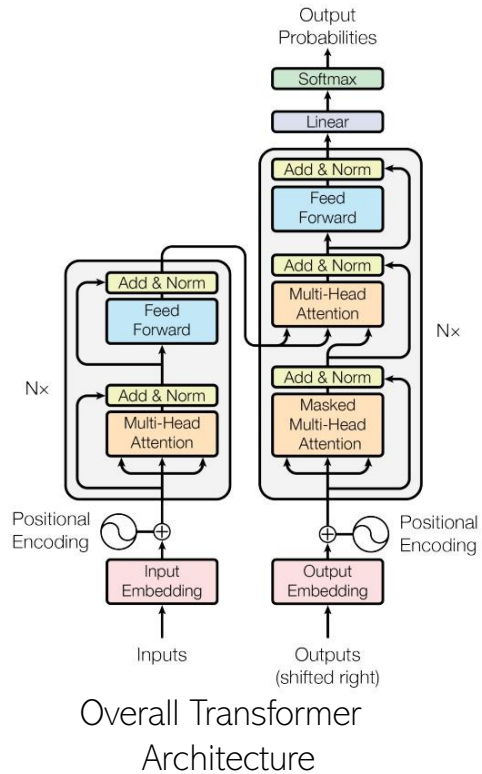 Output
Probabilities
Softmax
Linear
Add & Norm
Feed
Forward
Add & Norm
Multi-Head
Attention
Nx
Add & Norm
Masked
Multi-Head
Attention
Add & Norm
Feed
Forward
Nx
Add & Norm
Multi-Head
Attention
Positional
Encoding
Positional
Encoding
Input
Embedding
Output
Embedding
Inputs
Outputs
(shifted right)
Overall Transformer
Architecture